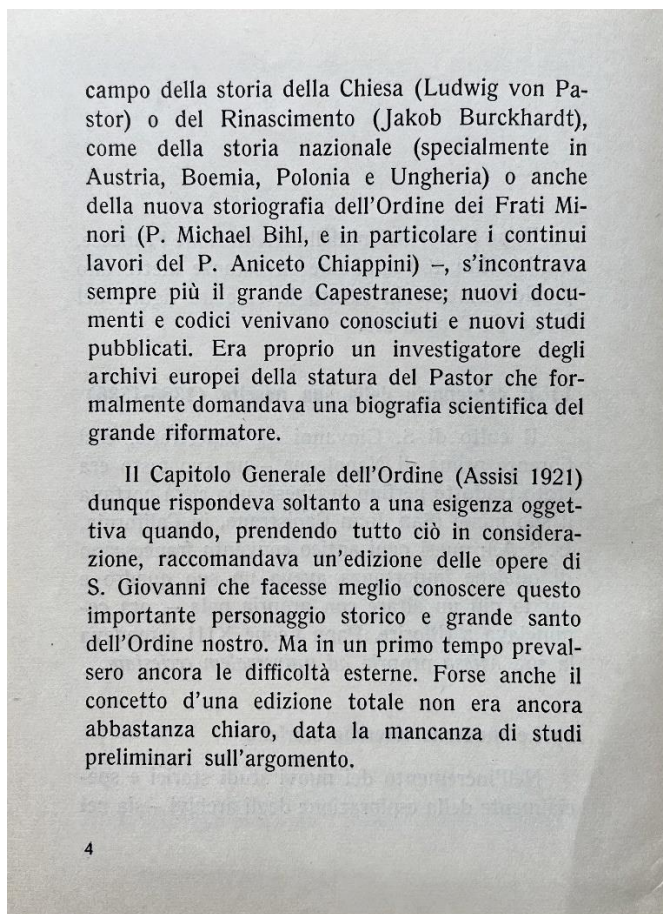 campo della storia della Chiesa (Ludwig von Pa-
stor) o del Rinascimento (Jakob Burckhardt),
come della storia nazionale (specialmente in
Austria, Boemia, Polonia e Ungheria) o anche
della nuova storiografia dell'Ordine dei Frati Mi-
nori (P. Michael Bihl, e in particolare i continui
lavori del P. Aniceto Chiappini) –, s'incontrava
sempre più il grande Capestranese; nuovi docu-
menti e codici venivano conosciuti e nuovi studi
pubblicati. Era proprio un investigatore degli
archivi europei della statura del Pastor che for-
malmente domandava una biografia scientifica del
grande riformatore.
Il Capitolo Generale dell'Ordine (Assisi 1921)
dunque rispondeva soltanto a una esigenza ogget-
tiva quando, prendendo tutto ciò in considera-
zione, raccomandava un'edizione delle opere di
S. Giovanni che facesse meglio conoscere questo
importante personaggio storico e grande santo
dell'Ordine nostro. Ma in un primo tempo preval-
sero ancora le difficoltà esterne. Forse anche il
concetto d'una edizione totale non era ancora
abbastanza chiaro, data la mancanza di studi
preliminari sull'argomento.
4